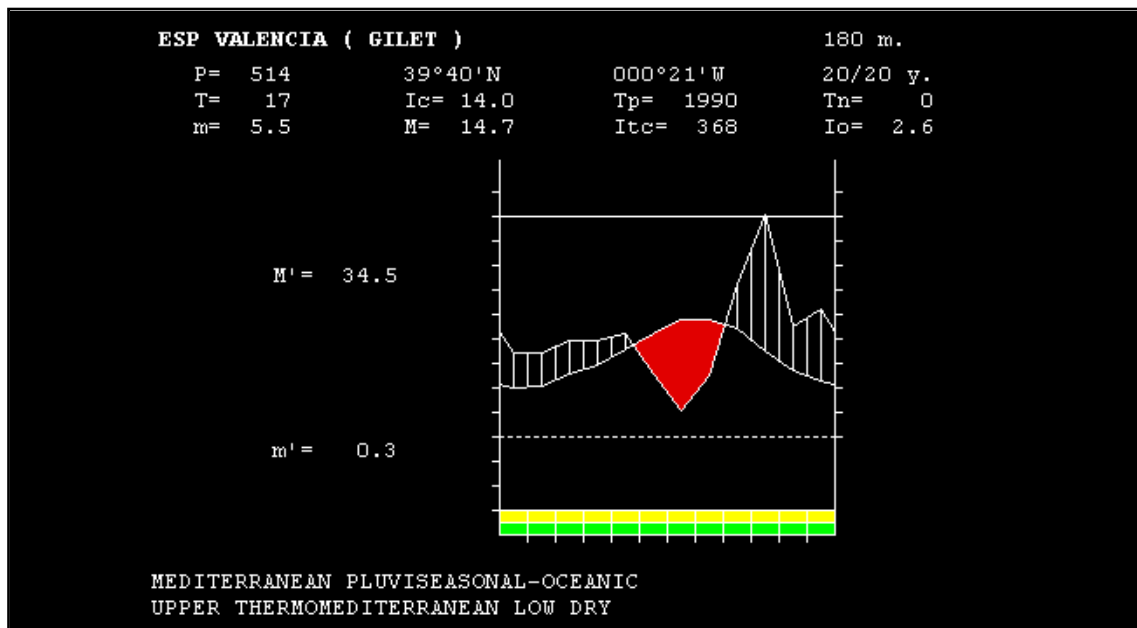 ESP VALENCIA ( GILET ) 180 m.
P= 514 39°40'N 000°21'W 20/20 y.
T= 17 Ic= 14.0 Tp= 1990 Tn= 0
m= 5.5 M= 14.7 Itc= 368 Io= 2.6
M'= 34.5
m'= 0.3
MEDITERRANEAN PLUVISEASONAL-OCEANIC
UPPER THERMOMEDITERRANEAN LOW DRY